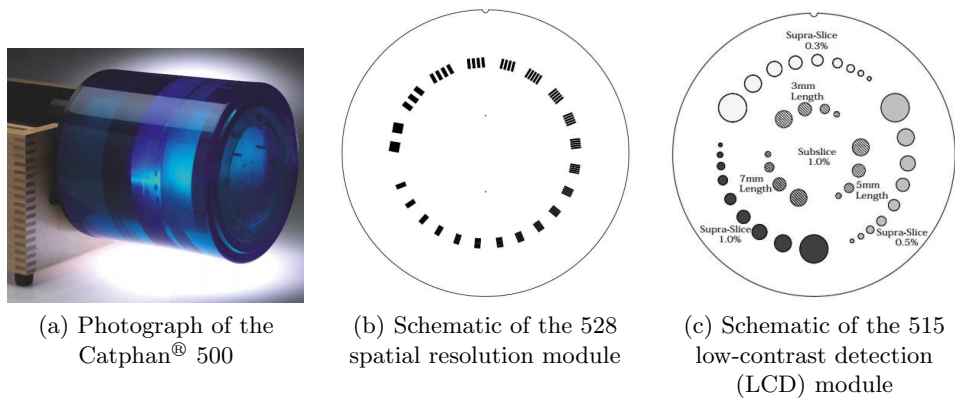 Supra-Slice
0.3%
3mm
Length
Subslice
1.0%
7mm
Length
5mm
Length
Supra-Slice
1.0%
Supra-Slice
0.5%
(a) Photograph of the
Catphan® 500
(b) Schematic of the 528
spatial resolution module
(c) Schematic of the 515
low-contrast detection
(LCD) module